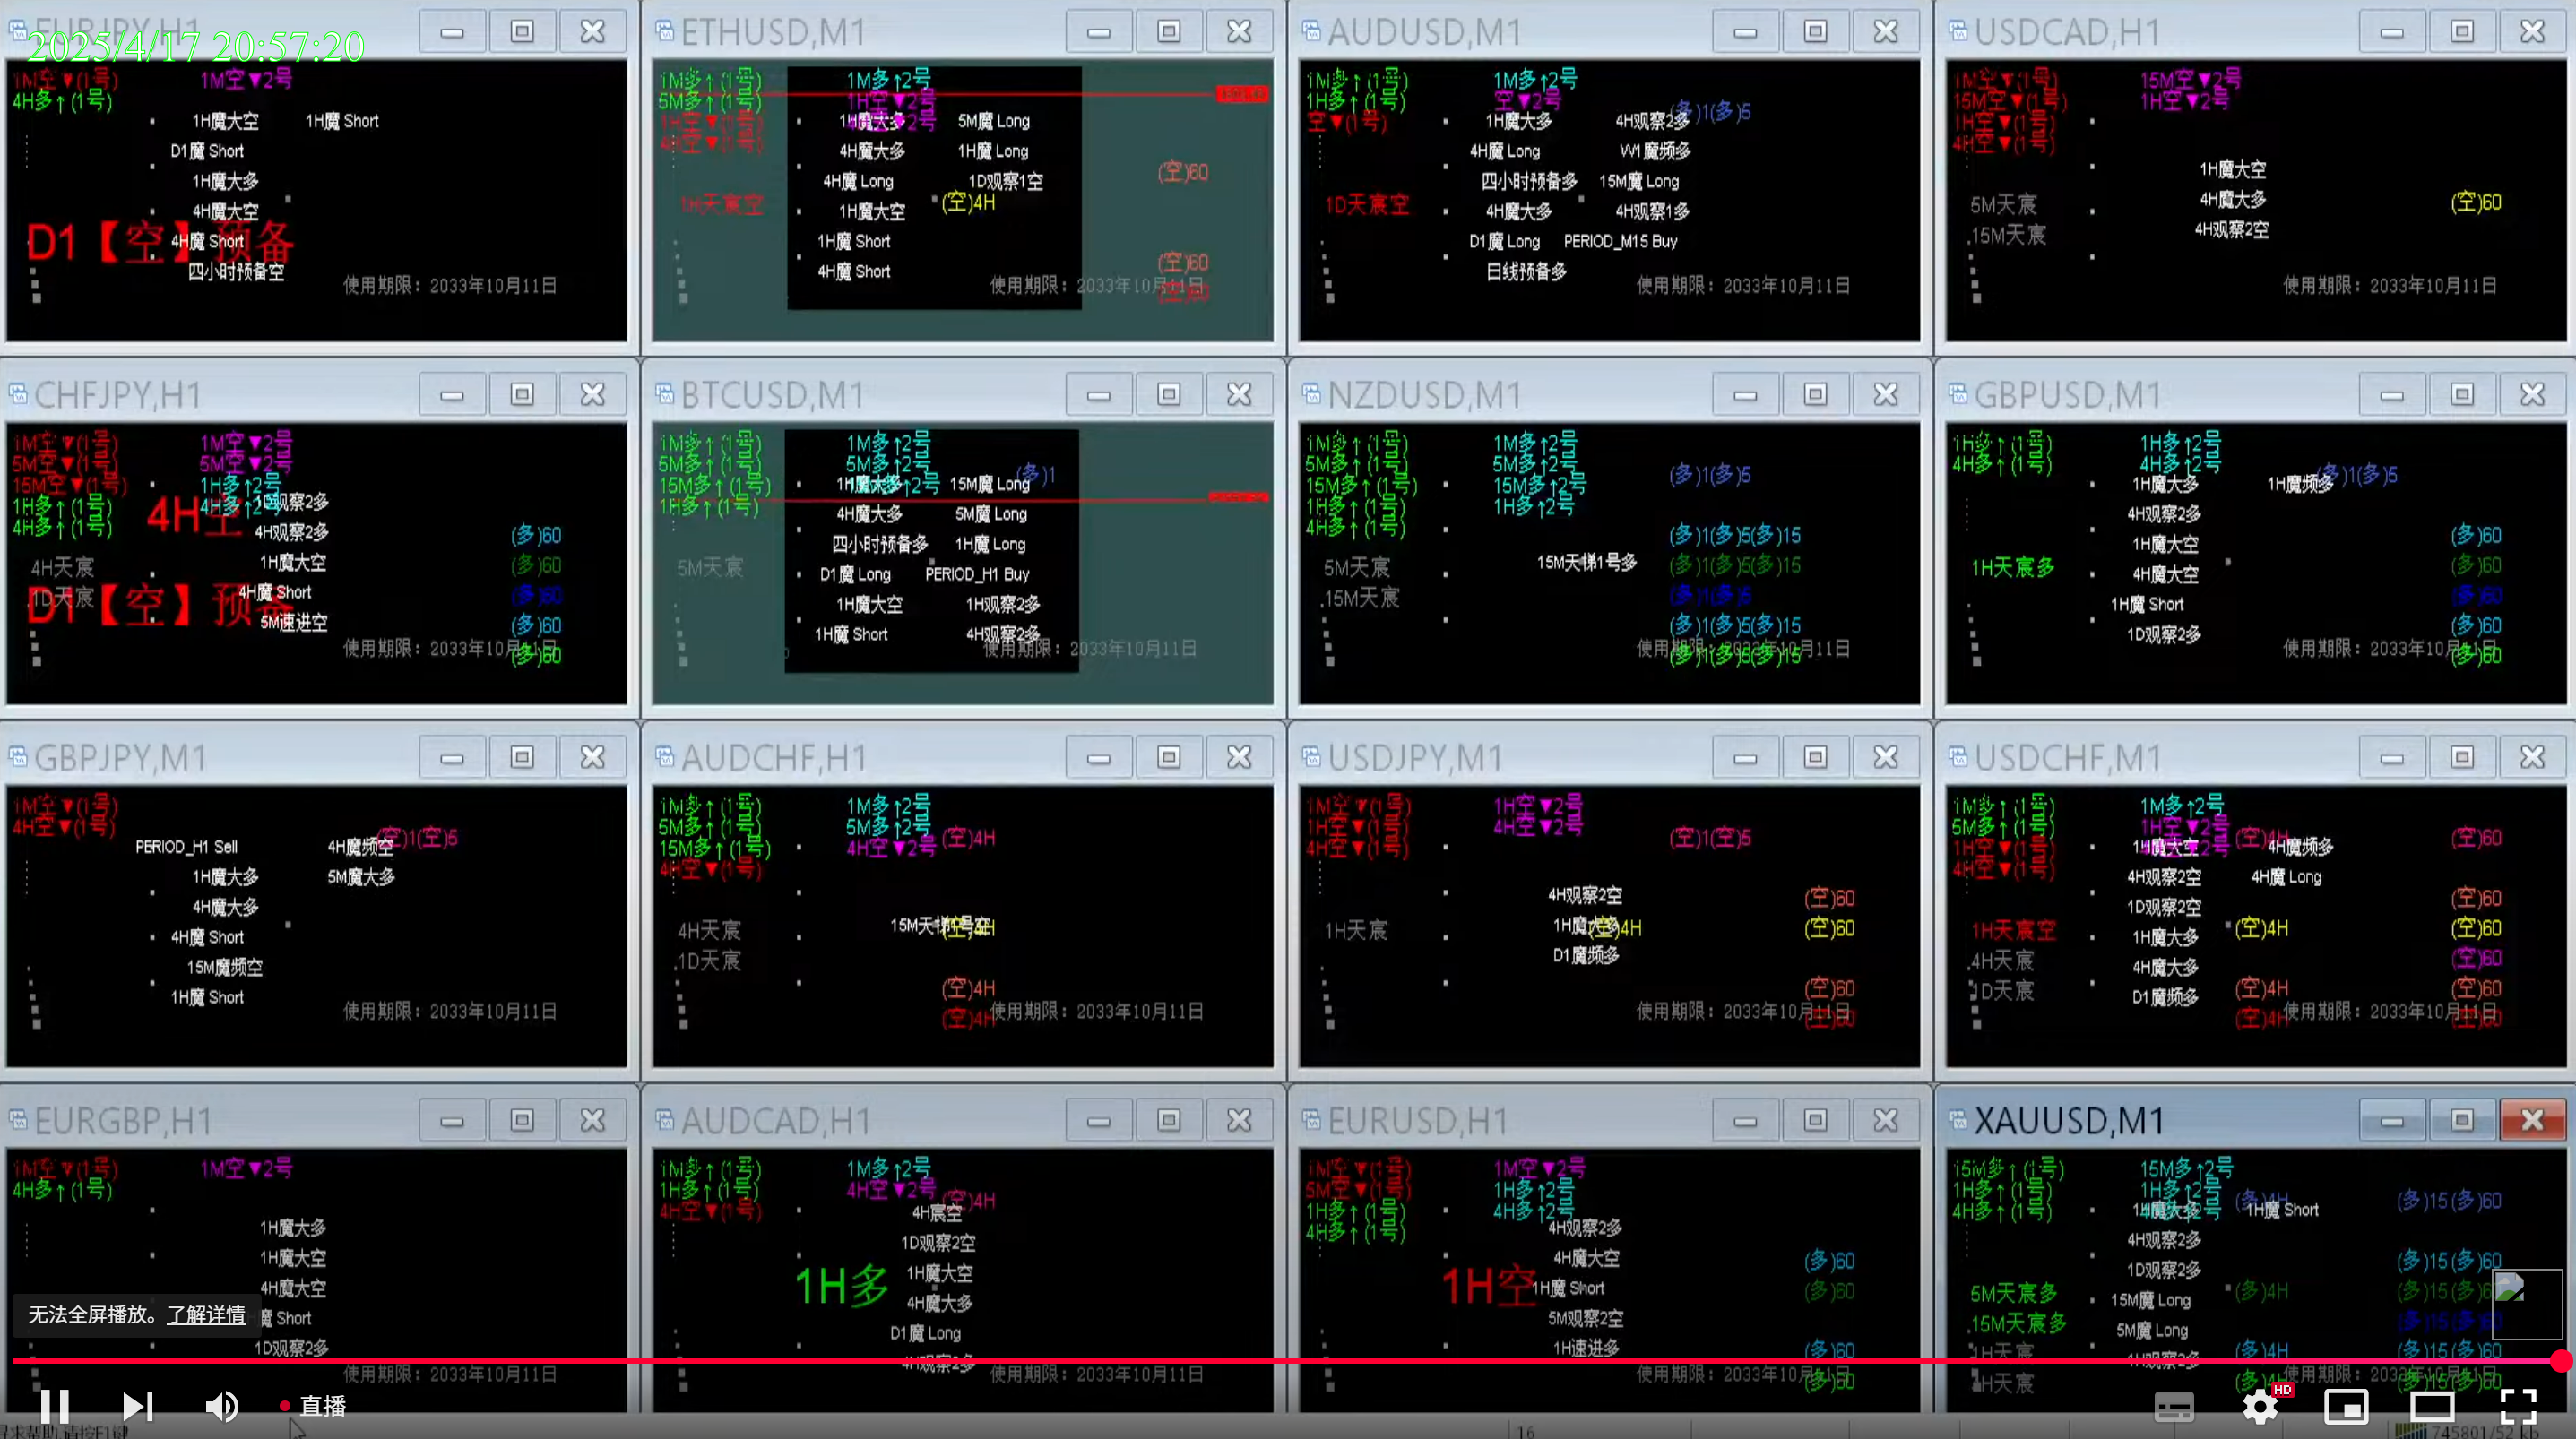 EURJPY,H1
2025/4/17 20:57:20
1M空▼(1号)
1M空▼2号
4H多↑(1号)
1H魔大空
1H魔 Short
D1魔 Short
1H魔大多
4H魔大空
D1【空】预备
4H魔 Short
四小时预备空
使用期限：2033年10月11日
ETHUSD,M1
1M多↑(1号)
1M多↑2号
5M多↑(1号)
1H空▼2号
1H空▼(1号)
1H魔大多
5M魔 Long
4H空▼(1号)
4H魔大多
1H魔 Long
(空)60
4H魔 Long
1D观察1空
1H天宸空
1H魔大空
(空)4H
1H魔 Short
(空)60
4H魔 Short
使用期限：2033年10月11日
(空)60
AUDUSD,M1
1M多↑(1号)
1M多↑2号
1H多↑(1号)
空▼2号
(多)1(多)5
空▼(1号)
1H魔大多
4H观察2多
4H魔 Long
W1魔频多
四小时预备多
15M魔 Long
1D天宸空
4H魔大多
4H观察1多
D1魔 Long
PERIOD_M15 Buy
日线预备多
使用期限：2033年10月11日
USDCAD,H1
1M空▼(1号)
15M空▼2号
15M空▼(1号)
1H空▼2号
1H空▼(1号)
4H空▼(1号)
1H魔大空
5M天宸
4H魔大多
(空)60
15M天宸
4H观察2空
使用期限：2033年10月11日
CHFJPY,H1
1M空▼(1号)
1M空▼2号
5M空▼(1号)
5M空▼2号
15M空▼(1号)
1H多↑2号
1H多↑(1号)
4H多↑2号
4H多↑(1号)
4H空
观察2多
4H观察2多
(多)60
4H天宸
1H魔大空
(多)60
1D天宸
4H魔 Short
(多)60
D1【空】预备
5M速进空
(多)60
使用期限：2033年10月11日
(多)60
BTCUSD,M1
1M多↑(1号)
1M多↑2号
5M多↑(1号)
5M多↑2号
(多)1
15M多↑(1号)
1H魔大多
15M魔 Long
1H多↑(1号)
4H魔大多
5M魔 Long
四小时预备多
1H魔 Long
5M天宸
D1魔 Long
PERIOD_H1 Buy
1H魔大空
1H观察2多
1H魔 Short
4H观察2多
使用期限：2033年10月11日
NZDUSD,M1
1M多↑(1号)
1M多↑2号
5M多↑(1号)
5M多↑2号
(多)1(多)5
15M多↑(1号)
15M多↑2号
1H多↑(1号)
1H多↑2号
4H多↑(1号)
(多)1(多)5(多)15
5M天宸
15M天梯1号多
(多)1(多)5(多)15
15M天宸
(多)1(多)5
(多)1(多)5(多)15
使用期限：2033年10月11日
(多)1(多)5(多)15
GBPUSD,M1
1H多↑(1号)
1H多↑2号
4H多↑(1号)
4H多↑2号
(多)1(多)5
1H魔大多
1H魔频多
4H观察2多
1H魔大空
(多)60
1H天宸多
4H魔大空
(多)60
1H魔 Short
(多)60
1D观察2多
(多)60
使用期限：2033年10月11日
(多)60
GBPJPY,M1
1M空▼(1号)
4H空▼(1号)
(空)1(空)5
PERIOD_H1 Sell
4H魔频空
1H魔大多
5M魔大多
4H魔大多
4H魔 Short
15M魔频空
1H魔 Short
使用期限：2033年10月11日
AUDCHF,H1
1M多↑(1号)
1M多↑2号
5M多↑(1号)
5M多↑2号
(空)4H
15M多↑(1号)
4H空▼2号
4H空▼(1号)
4H天宸
(空)4H
1D天宸
(空)4H
(空)4H
使用期限：2033年10月11日
USDJPY,M1
1M空▼(1号)
1H空▼2号
1H空▼(1号)
4H空▼2号
(空)1(空)5
4H空▼(1号)
4H观察2空
(空)60
1H天宸
1H魔大多
(空)4H
(空)60
D1魔频多
(空)60
使用期限：2033年10月11日
(空)60
USDCHF,M1
1M多↑(1号)
1M多↑2号
5M多↑(1号)
1H空▼2号
(空)4H
(空)60
1H空▼(1号)
1H魔大空
4H魔频多
4H空▼(1号)
4H观察2空
4H魔 Long
1D观察2空
(空)60
1H天宸空
1H魔大多
(空)4H
(空)60
4H天宸
4H魔大多
(空)60
1D天宸
D1魔频多
(空)4H
(空)60
(空)4H
使用期限：2033年10月11日
(空)60
EURGBP,H1
1M空▼(1号)
1M空▼2号
4H多↑(1号)
1H魔大多
1H魔大空
4H魔大空
魔 Short
1D观察2多
使用期限：2033年10月11日
AUDCAD,H1
1M多↑(1号)
1M多↑2号
1H多↑(1号)
4H空▼2号
(空)4H
4H空▼(1号)
4H宸空
1D观察2空
1H多
1H魔大空
4H魔大多
D1魔 Long
4H观察2多
使用期限：2033年10月11日
EURUSD,H1
1M空▼(1号)
1M空▼2号
5M空▼(1号)
1H多↑2号
1H多↑(1号)
4H多↑2号
4H多↑(1号)
4H观察2多
4H魔大空
(多)60
1H空
1H魔 Short
(多)60
5M观察2空
1H速进多
(多)60
使用期限：2033年10月11日
(多)60
XAUUSD,M1
15M多↑(1号)
15M多↑2号
1H多↑(1号)
1H多↑2号
(多)4H
(多)15(多)60
4H多↑(1号)
1H魔 Short
4H观察2多
1D观察2多
(多)15(多)60
5M天宸多
15M魔 Long
(多)4H
(多)15(多)6
15M天宸多
5M魔 Long
(多)15(多)60
1H天宸
(多)4H
(多)15(多)60
天宸
使用期限：2033年10月11日
无法全屏播放。了解详情
直播
HD
16
745801/52 kb